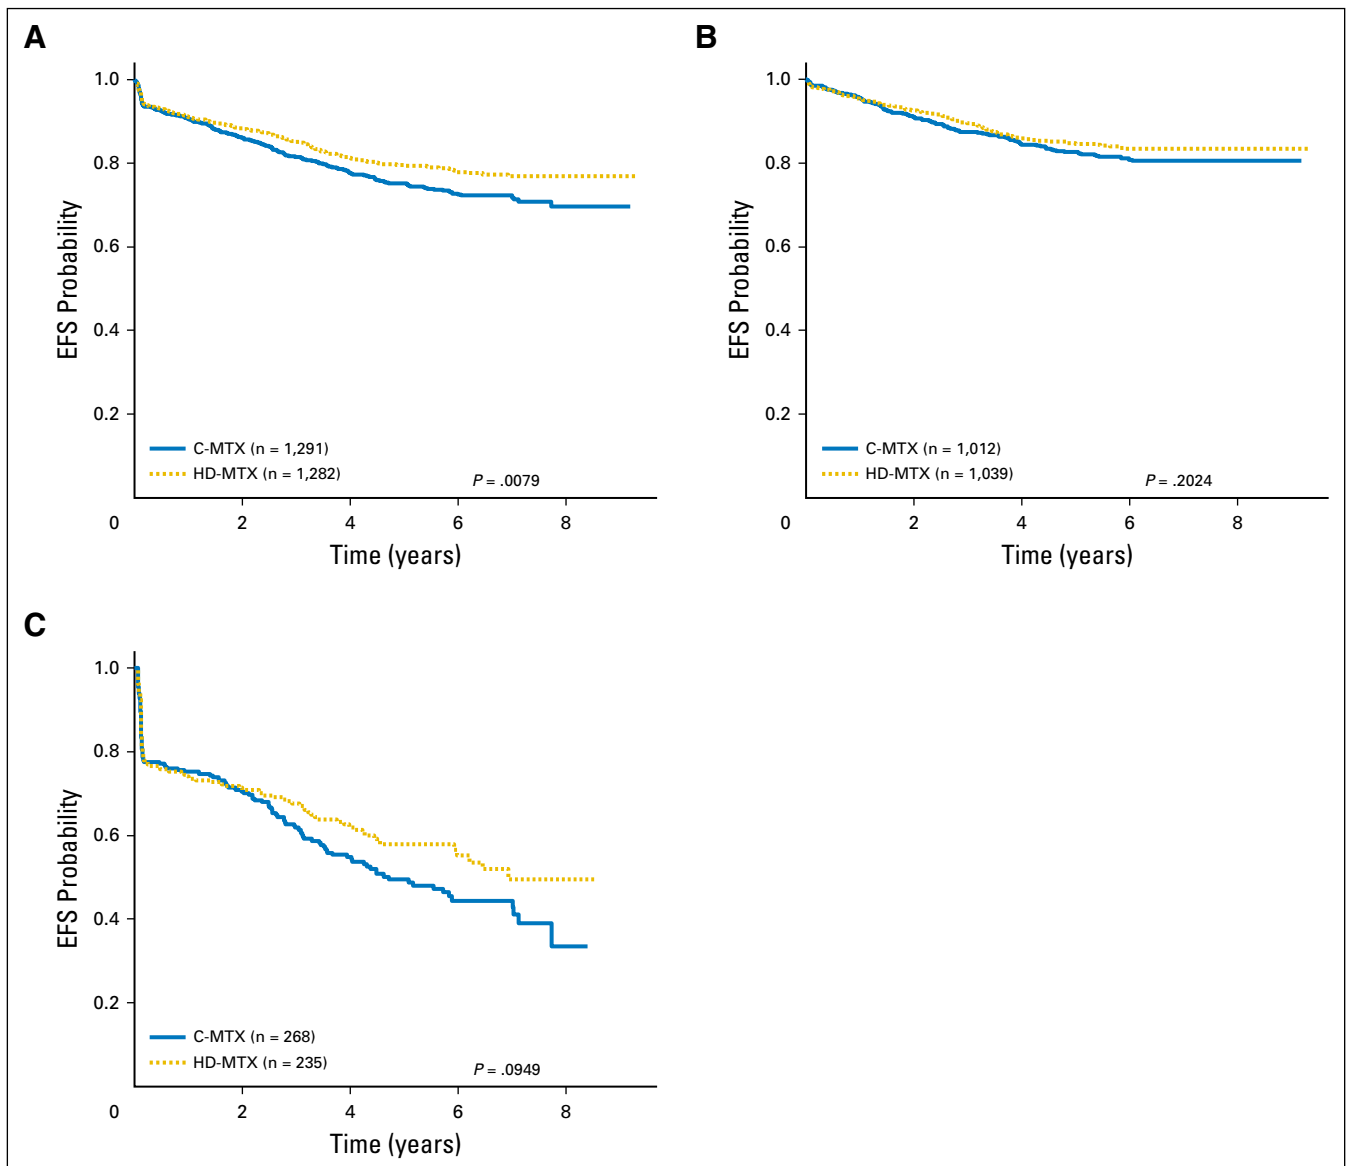 A
EFS Probability
1.0
0.8
0.6
0.4
0.2
C-MTX (n = 1,291)
HD-MTX (n = 1,282)
P = .0079
0 2 4 6 8
Time (years)
B
EFS Probability
1.0
0.8
0.6
0.4
0.2
C-MTX (n = 1,012)
HD-MTX (n = 1,039)
P = .2024
0 2 4 6 8
Time (years)
C
EFS Probability
1.0
0.8
0.6
0.4
0.2
C-MTX (n = 268)
HD-MTX (n = 235)
P = .0949
0 2 4 6 8
Time (years)